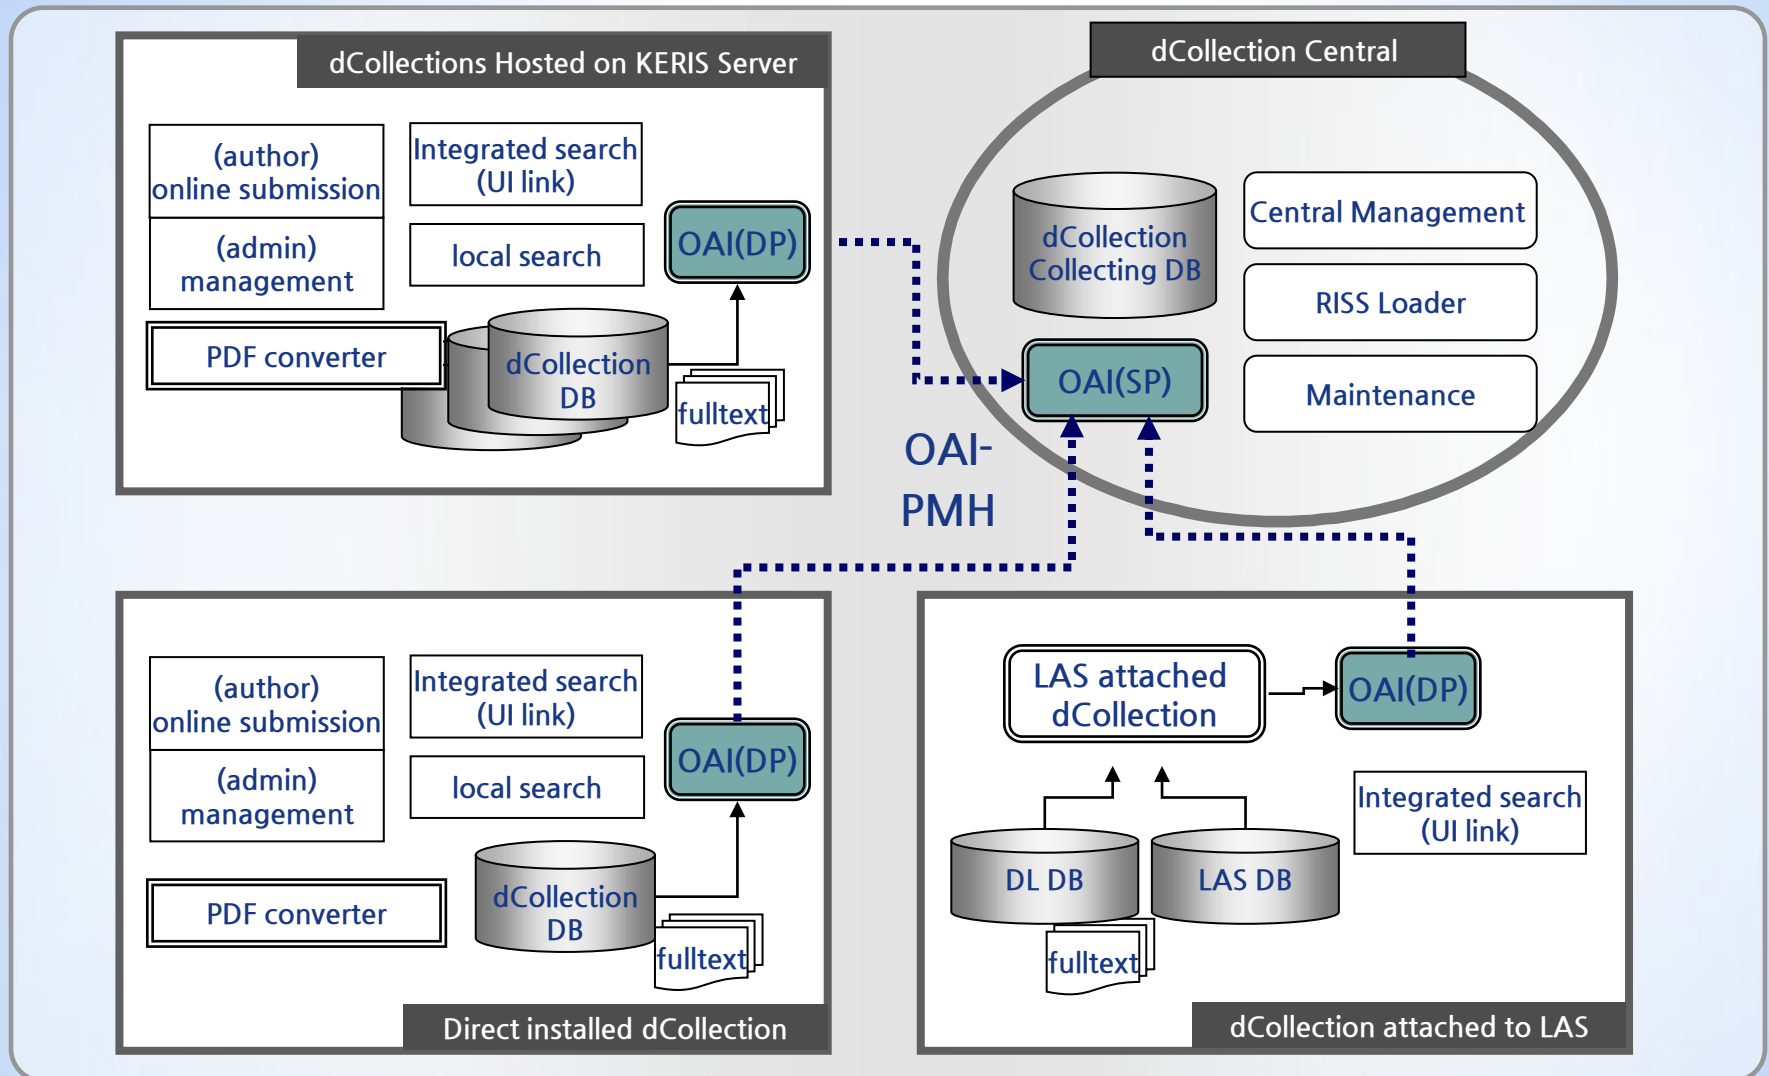 dCollections Hosted on KERIS Server
(author)
online submission
(admin)
management
Integrated search
(UI link)
local search
OAI(DP)
PDF converter
dCollection
DB
fulltext
dCollection Central
dCollection
Collecting DB
Central Management
RISS Loader
Maintenance
OAI(SP)
OAI-
PMH
(author)
online submission
(admin)
management
Integrated search
(UI link)
local search
OAI(DP)
PDF converter
dCollection
DB
fulltext
Direct installed dCollection
LAS attached
dCollection
OAI(DP)
Integrated search
(UI link)
DL DB
LAS DB
fulltext
dCollection attached to LAS